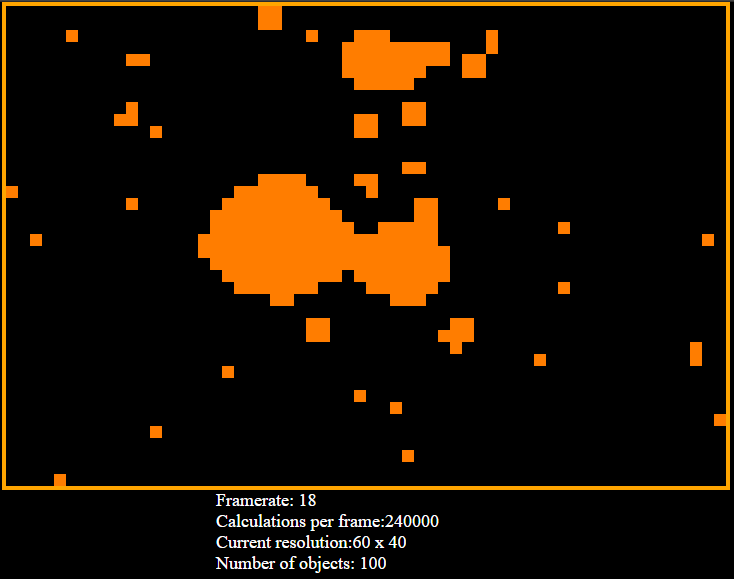 Framerate: 18
Calculations per frame:240000
Current resolution:60 x 40
Number of objects: 100